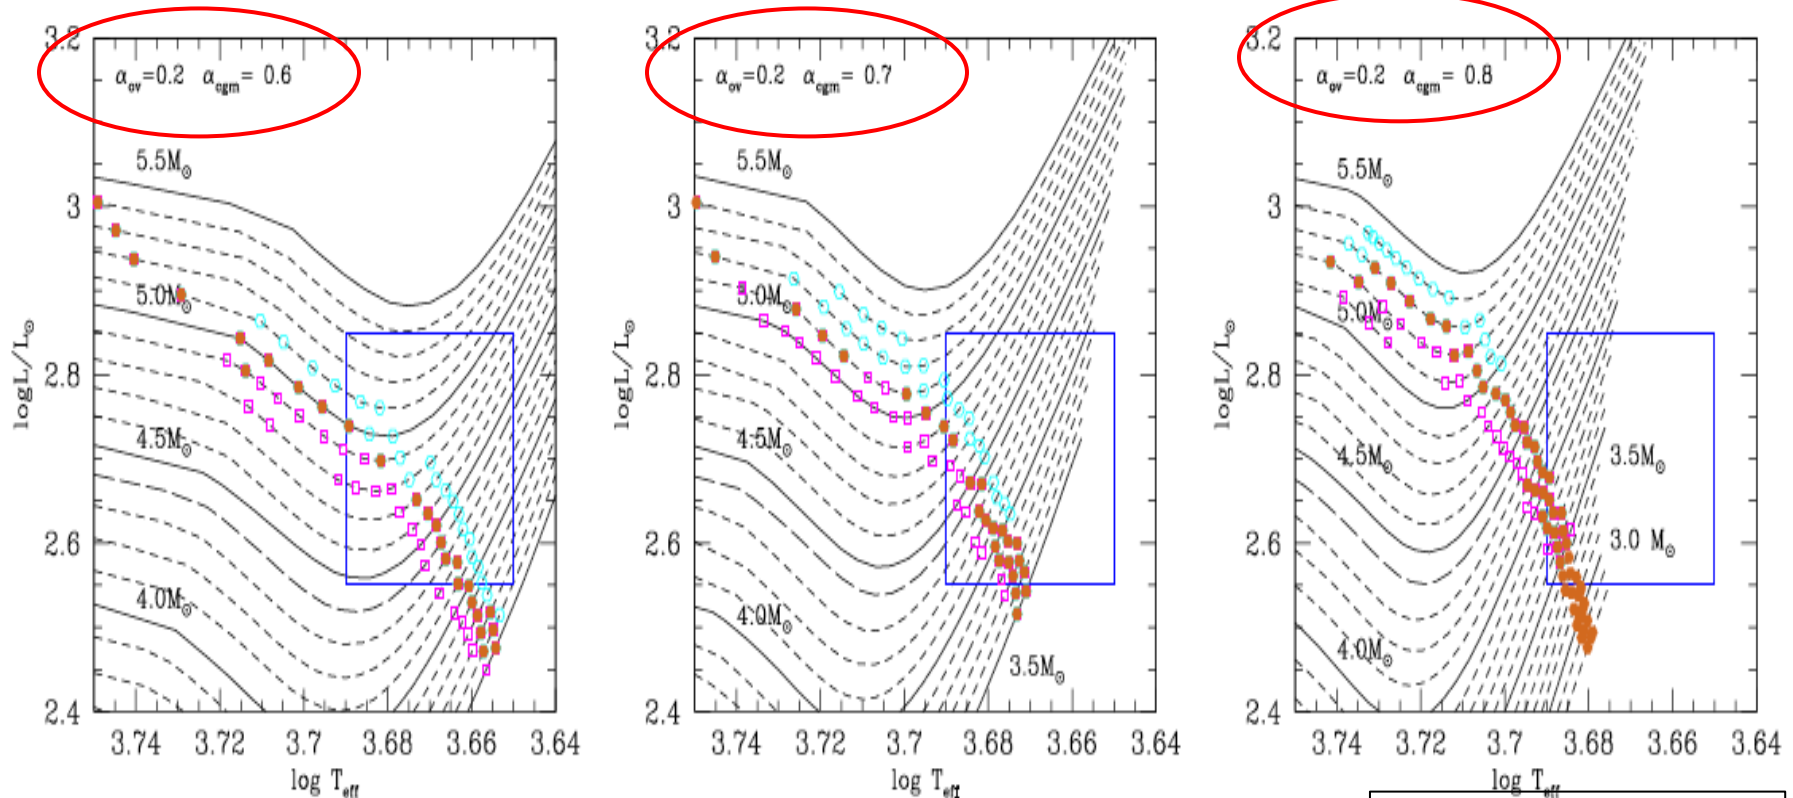 3.2
α_ov=0.2 α_cgm= 0.6
5.5M⊙
3
5.0M⊙
2.8
4.5M⊙
2.6
4.0M⊙
2.4
3.74 3.72 3.7 3.68 3.66 3.64
log T_eff
logL/L⊙
3.2
α_ov=0.2 α_cgm= 0.7
5.5M⊙
3
5.0M⊙
2.8
4.5M⊙
2.6
4.0M⊙
3.5M⊙
2.4
3.74 3.72 3.7 3.68 3.66 3.64
log T_eff
logL/L⊙
3.2
α_ov=0.2 α_cgm= 0.8
5.5M⊙
3
5.0M⊙
2.8
4.5M⊙
3.5M⊙
2.6
3.0 M⊙
4.0M⊙
2.4
3.74 3.72 3.7 3.68 3.66 3.64
log T_eff
logL/L⊙